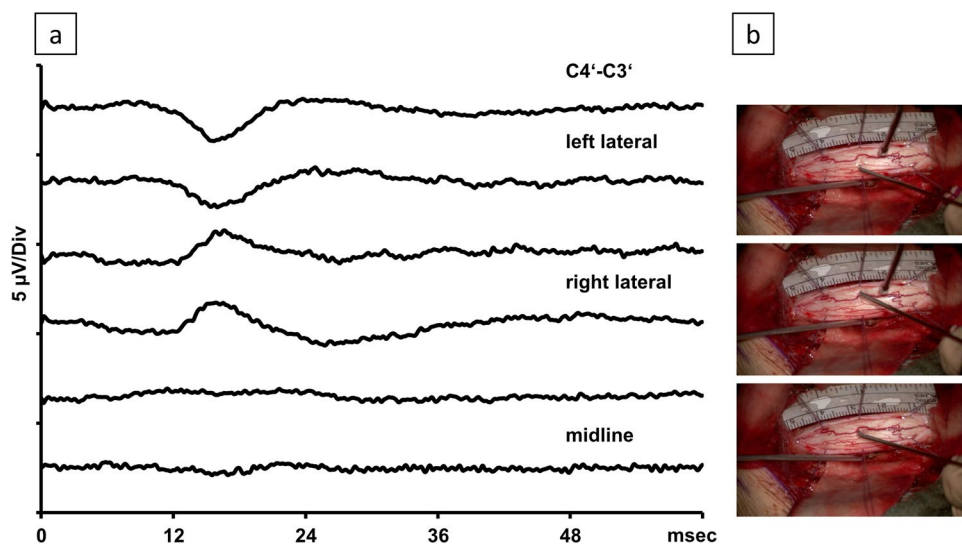 a
b
C4‘-C3‘
left lateral
right lateral
midline
5 µV/Div
0 12 24 36 48 msec